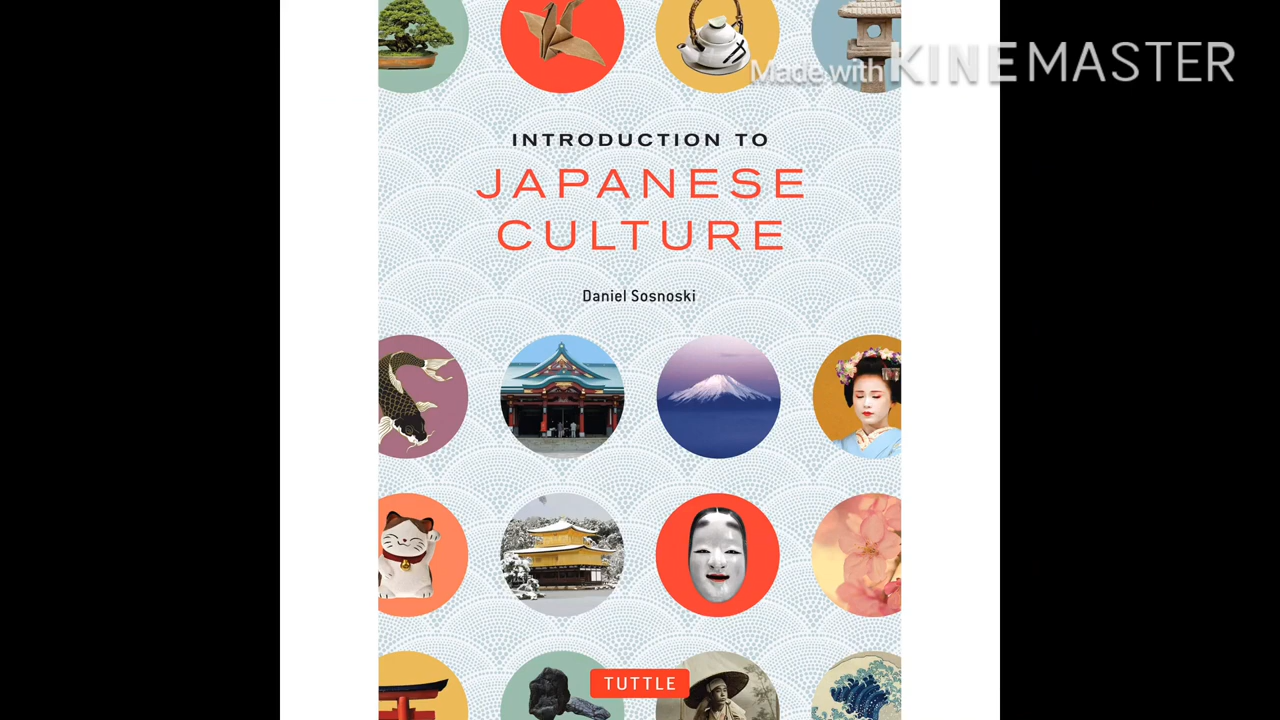 Made with KINEMASTER
INTRODUCTION TO
JAPANESE
CULTURE
Daniel Sosnoski
TUTTLE